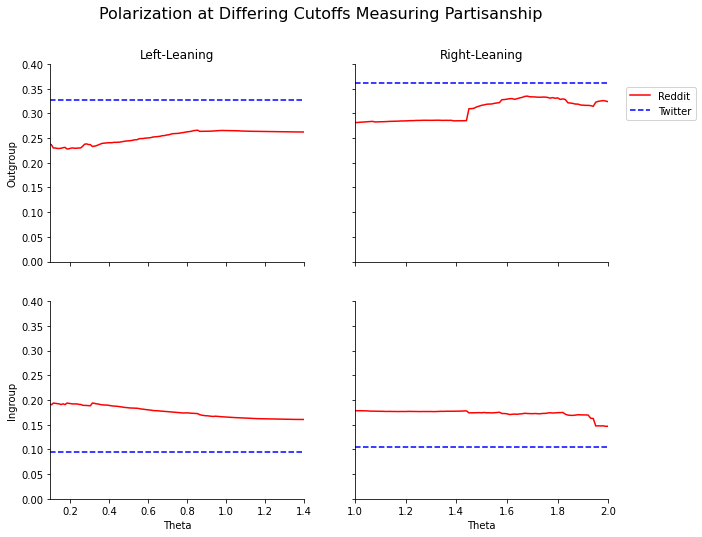 Polarization at Differing Cutoffs Measuring Partisanship
Left-Leaning
Right-Leaning
0.40
0.35
0.30
0.25
0.20
0.15
0.10
0.05
0.00
Outgroup
Reddit
Twitter
0.40
0.35
0.30
0.25
0.20
0.15
0.10
0.05
0.00
Ingroup
0.2 0.4 0.6 0.8 1.0 1.2 1.4
Theta
1.0 1.2 1.4 1.6 1.8 2.0
Theta